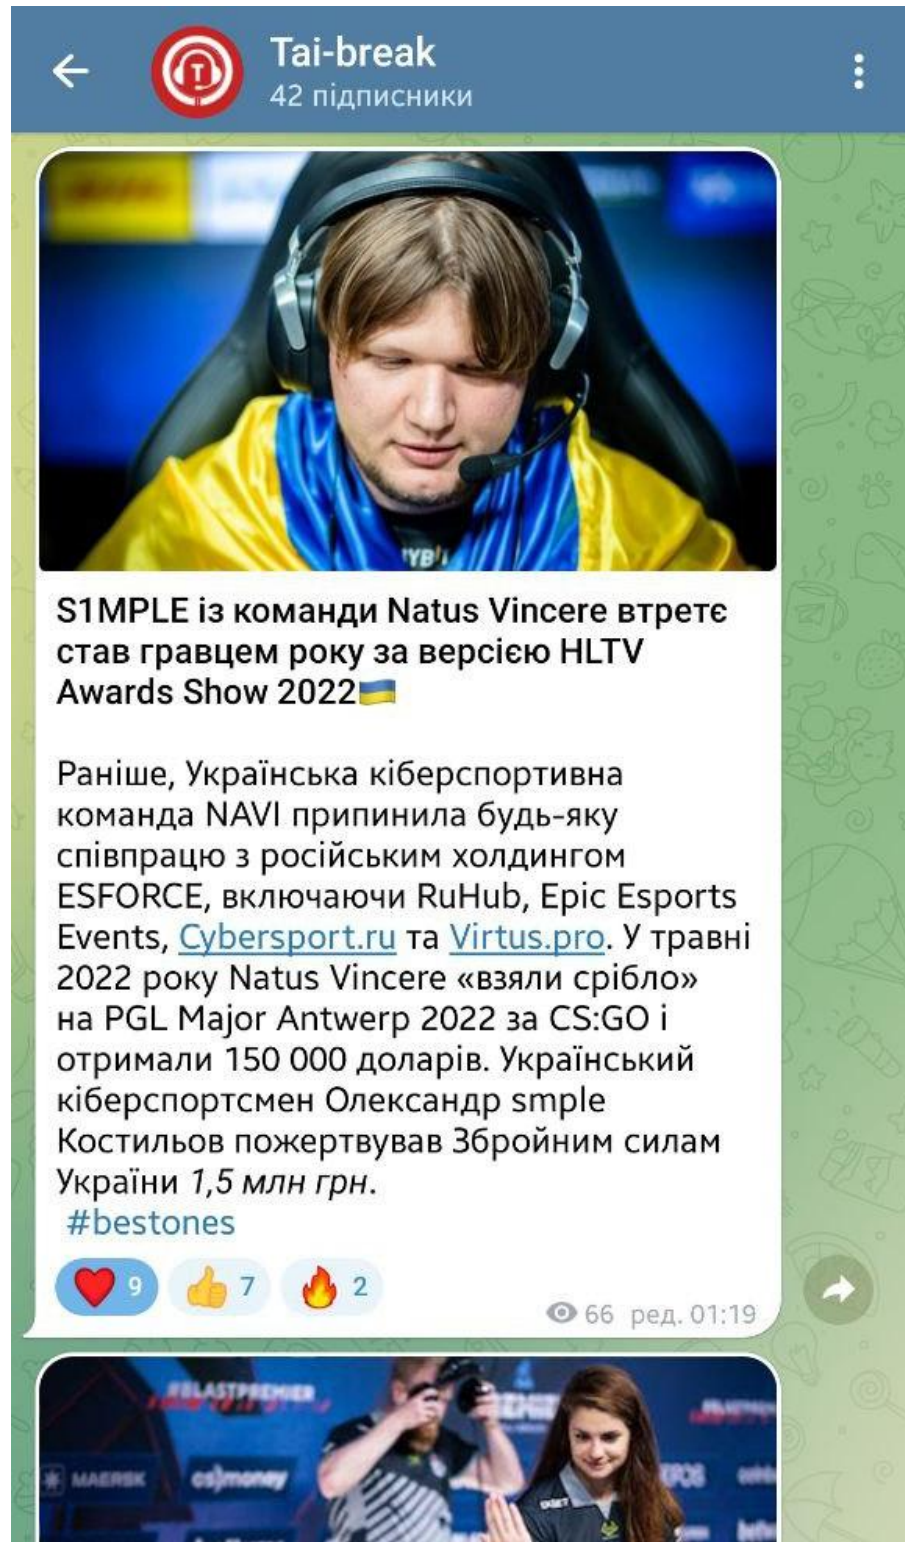 Tai-break
42 підписники
S1MPLE із команди Natus Vincere втретє
став гравцем року за версією HLTV
Awards Show 2022🇺🇦
Раніше, Українська кіберспортивна
команда NAVI припинила будь-яку
співпрацю з російським холдингом
ESFORCE, включаючи RuHub, Epic Esports
Events, Cybersport.ru та Virtus.pro. У травні
2022 року Natus Vincere «взяли срібло»
на PGL Major Antwerp 2022 за CS:GO і
отримали 150 000 доларів. Український
кіберспортсмен Олександр smple
Костильов пожертвував Збройним силам
України 1,5 млн грн.
#bestones
❤️ 9 👍 7 🔥 2
66 ред. 01:19
#BLASTPREMIER
MAERSK cs)money